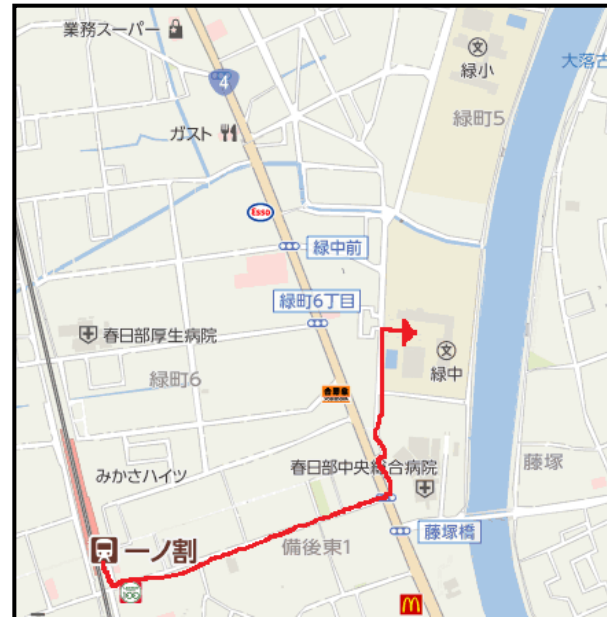 業務スーパー
緑小
大落古
4
緑町5
ガスト
Esso
緑中前
緑町6丁目
春日部厚生病院
緑中
緑町6
吉野家
みかさハイツ
春日部中央総合病院
藤塚
藤塚橋
一ノ割
備後東1